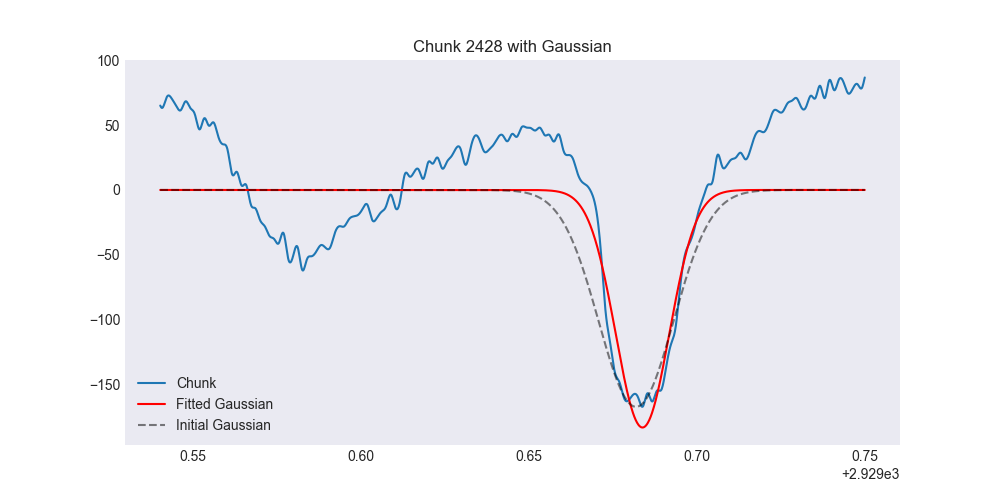 Chunk 2428 with Gaussian
100
50
0
−50
−100
−150
Chunk
Fitted Gaussian
Initial Gaussian
0.55 0.60 0.65 0.70 0.75
+2.929e3